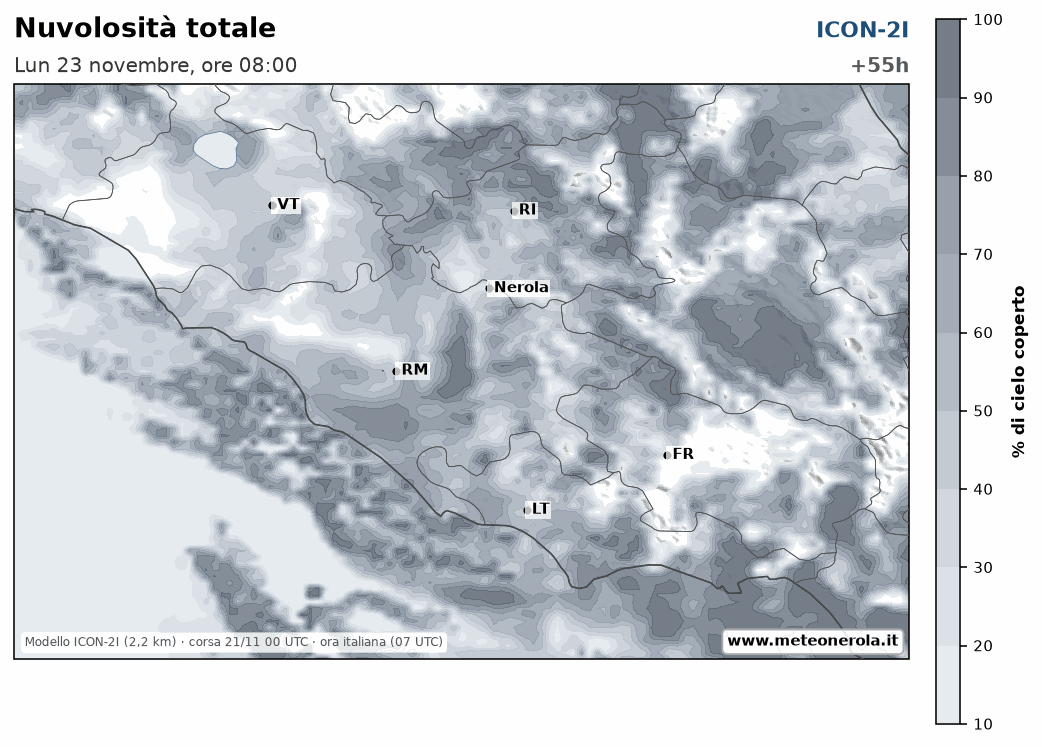 Nuvolosità totale
ICON-2I
Lun 23 novembre, ore 08:00
+55h
VT
RI
Nerola
RM
FR
LT
Modello ICON-2I (2,2 km) · corsa 21/11 00 UTC · ora italiana (07 UTC)
www.meteonerola.it
100
90
80
70
60
50
40
30
20
10
% di cielo coperto